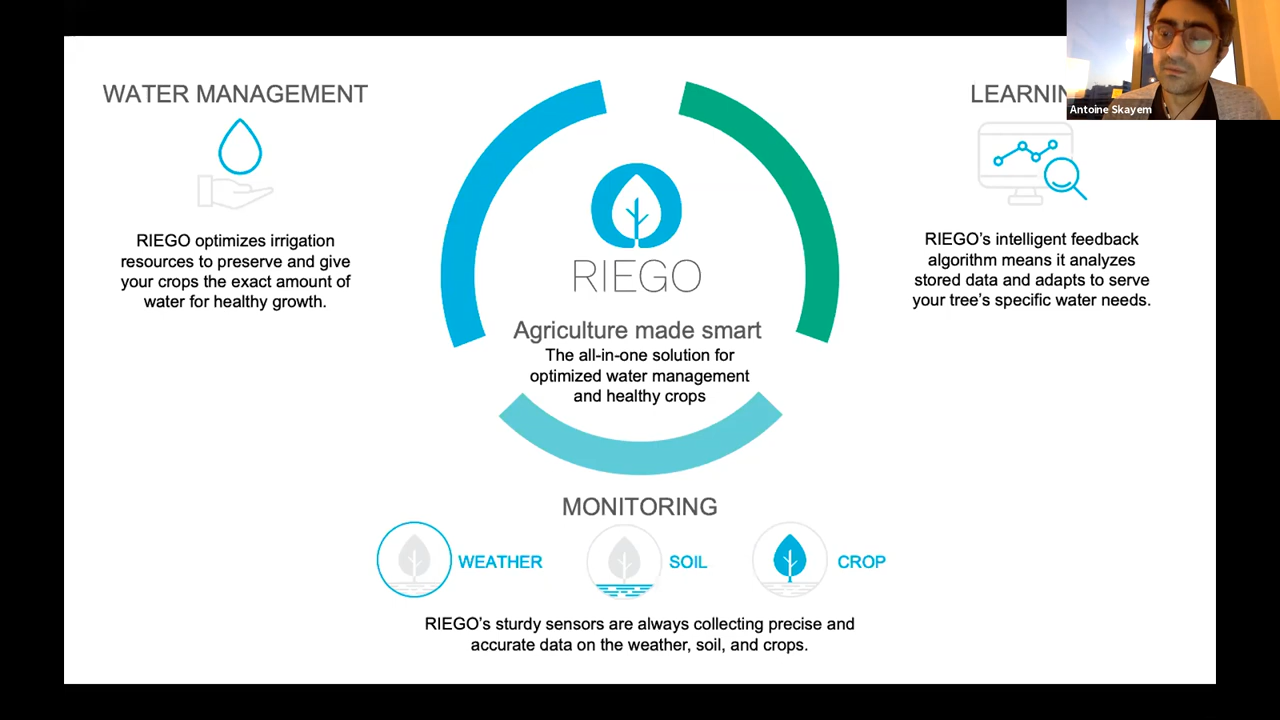 WATER MANAGEMENT
RIEGO optimizes irrigation
resources to preserve and give
your crops the exact amount of
water for healthy growth.
RIEGO
Agriculture made smart
The all-in-one solution for
optimized water management
and healthy crops
Antoine Skayem
RIEGO's intelligent feedback
algorithm means it analyzes
stored data and adapts to serve
your tree's specific water needs.
MONITORING
WEATHER
SOIL
CROP
RIEGO's sturdy sensors are always collecting precise and
accurate data on the weather, soil, and crops.